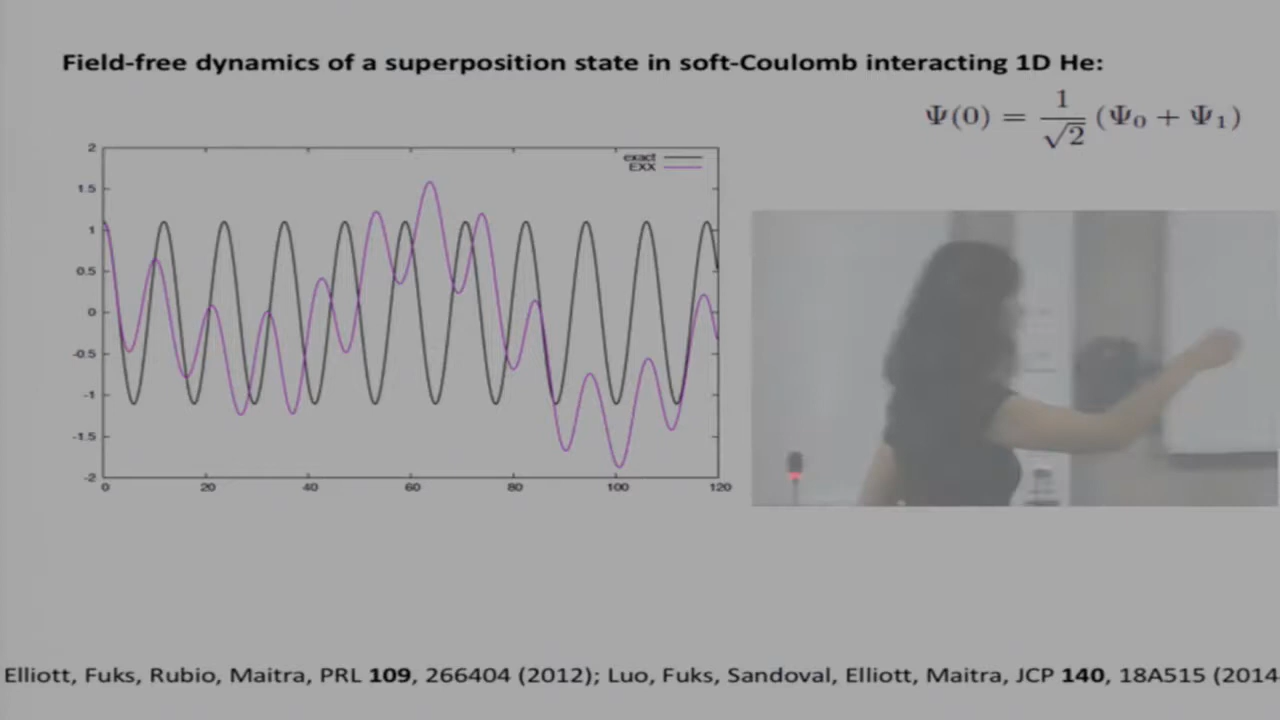 Field-free dynamics of a superposition state in soft-Coulomb interacting 1D He:
Ψ(0) = 1/√2 (Ψ₀ + Ψ₁)
exact
EXX
2
1.5
1
0.5
0
-0.5
-1
-1.5
-2
0 20 40 60 80 100 120
Elliott, Fuks, Rubio, Maitra, PRL 109, 266404 (2012); Luo, Fuks, Sandoval, Elliott, Maitra, JCP 140, 18A515 (2014